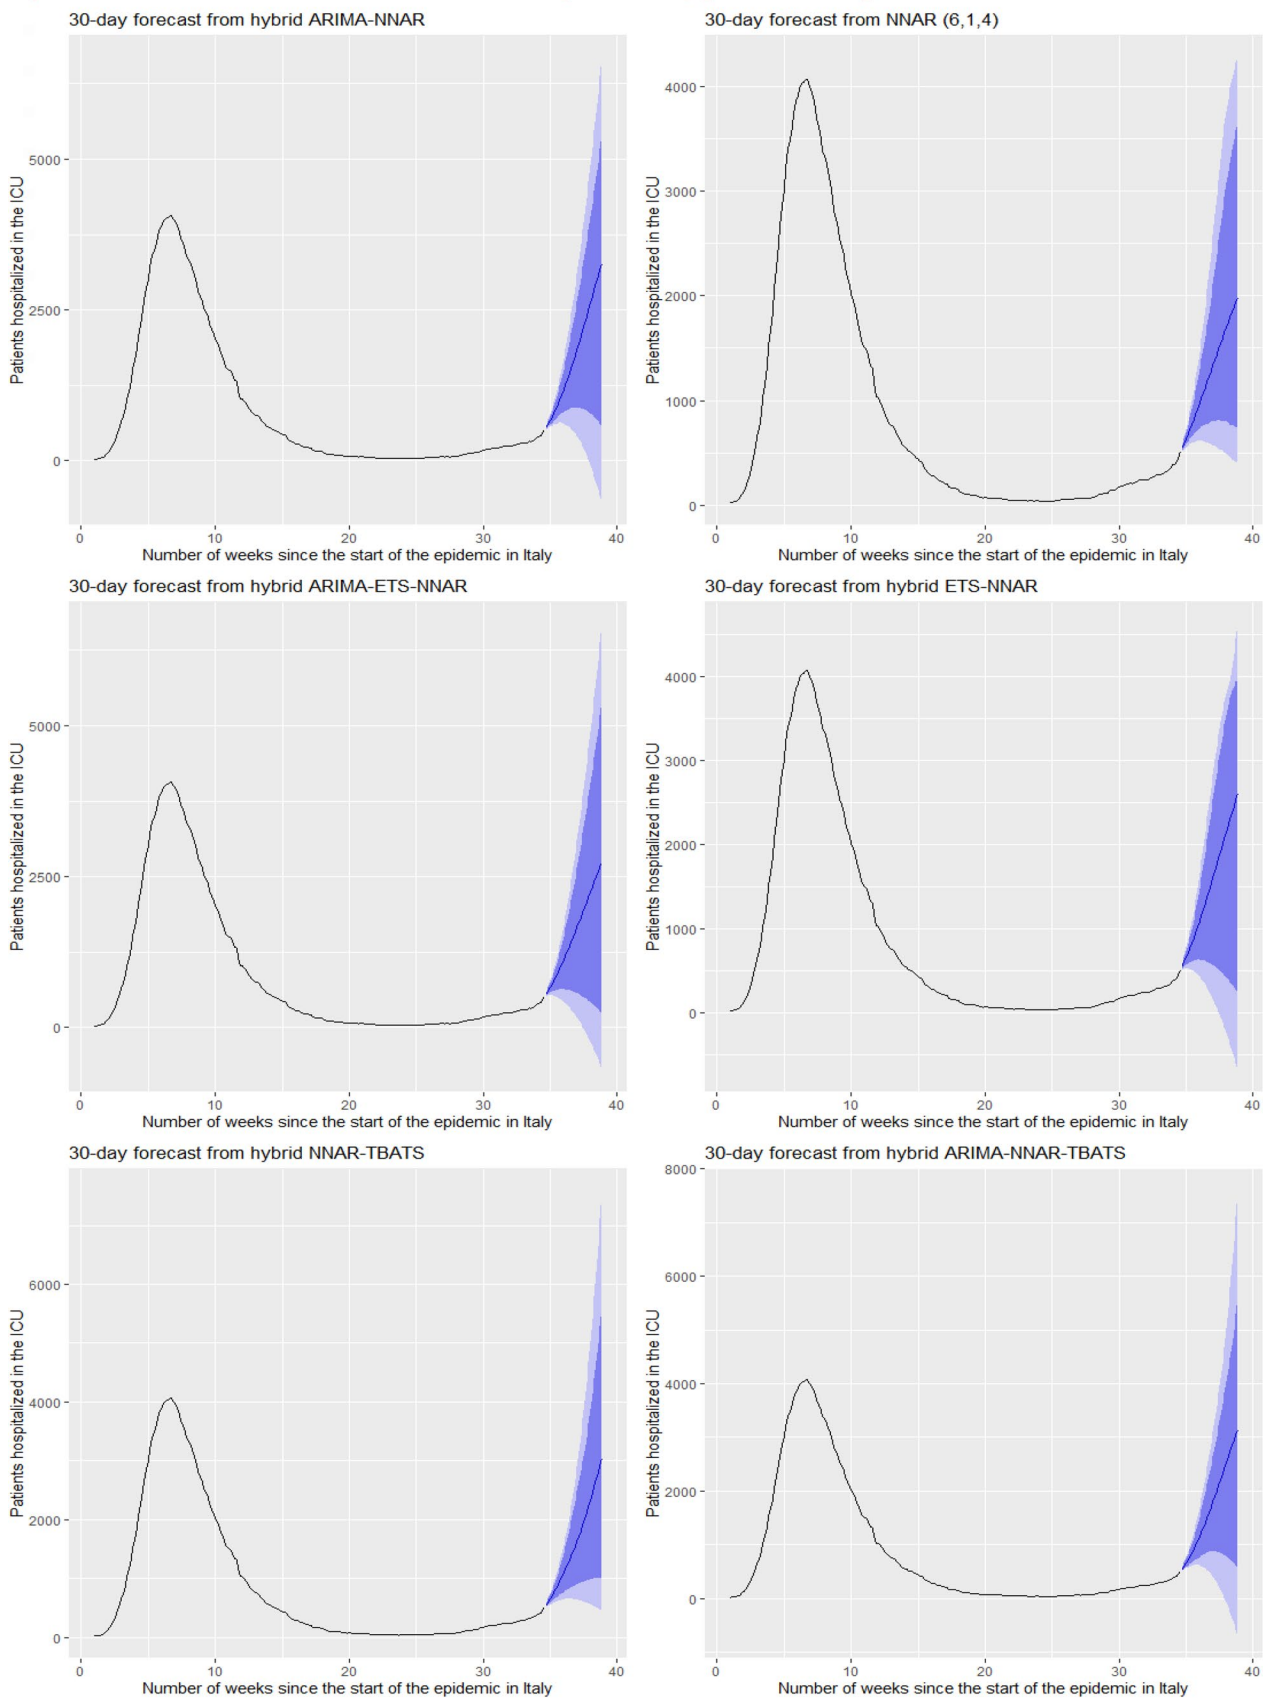 30-day forecast from hybrid ARIMA-NNAR
Patients hospitalized in the ICU
5000
2500
0
0 10 20 30 40
Number of weeks since the start of the epidemic in Italy
30-day forecast from NNAR (6,1,4)
Patients hospitalized in the ICU
4000
3000
2000
1000
0
0 10 20 30 40
Number of weeks since the start of the epidemic in Italy
30-day forecast from hybrid ARIMA-ETS-NNAR
Patients hospitalized in the ICU
5000
2500
0
0 10 20 30 40
Number of weeks since the start of the epidemic in Italy
30-day forecast from hybrid ETS-NNAR
Patients hospitalized in the ICU
4000
3000
2000
1000
0
0 10 20 30 40
Number of weeks since the start of the epidemic in Italy
30-day forecast from hybrid NNAR-TBATS
Patients hospitalized in the ICU
6000
4000
2000
0
0 10 20 30 40
Number of weeks since the start of the epidemic in Italy
30-day forecast from hybrid ARIMA-NNAR-TBATS
Patients hospitalized in the ICU
8000
6000
4000
2000
0
0 10 20 30 40
Number of weeks since the start of the epidemic in Italy